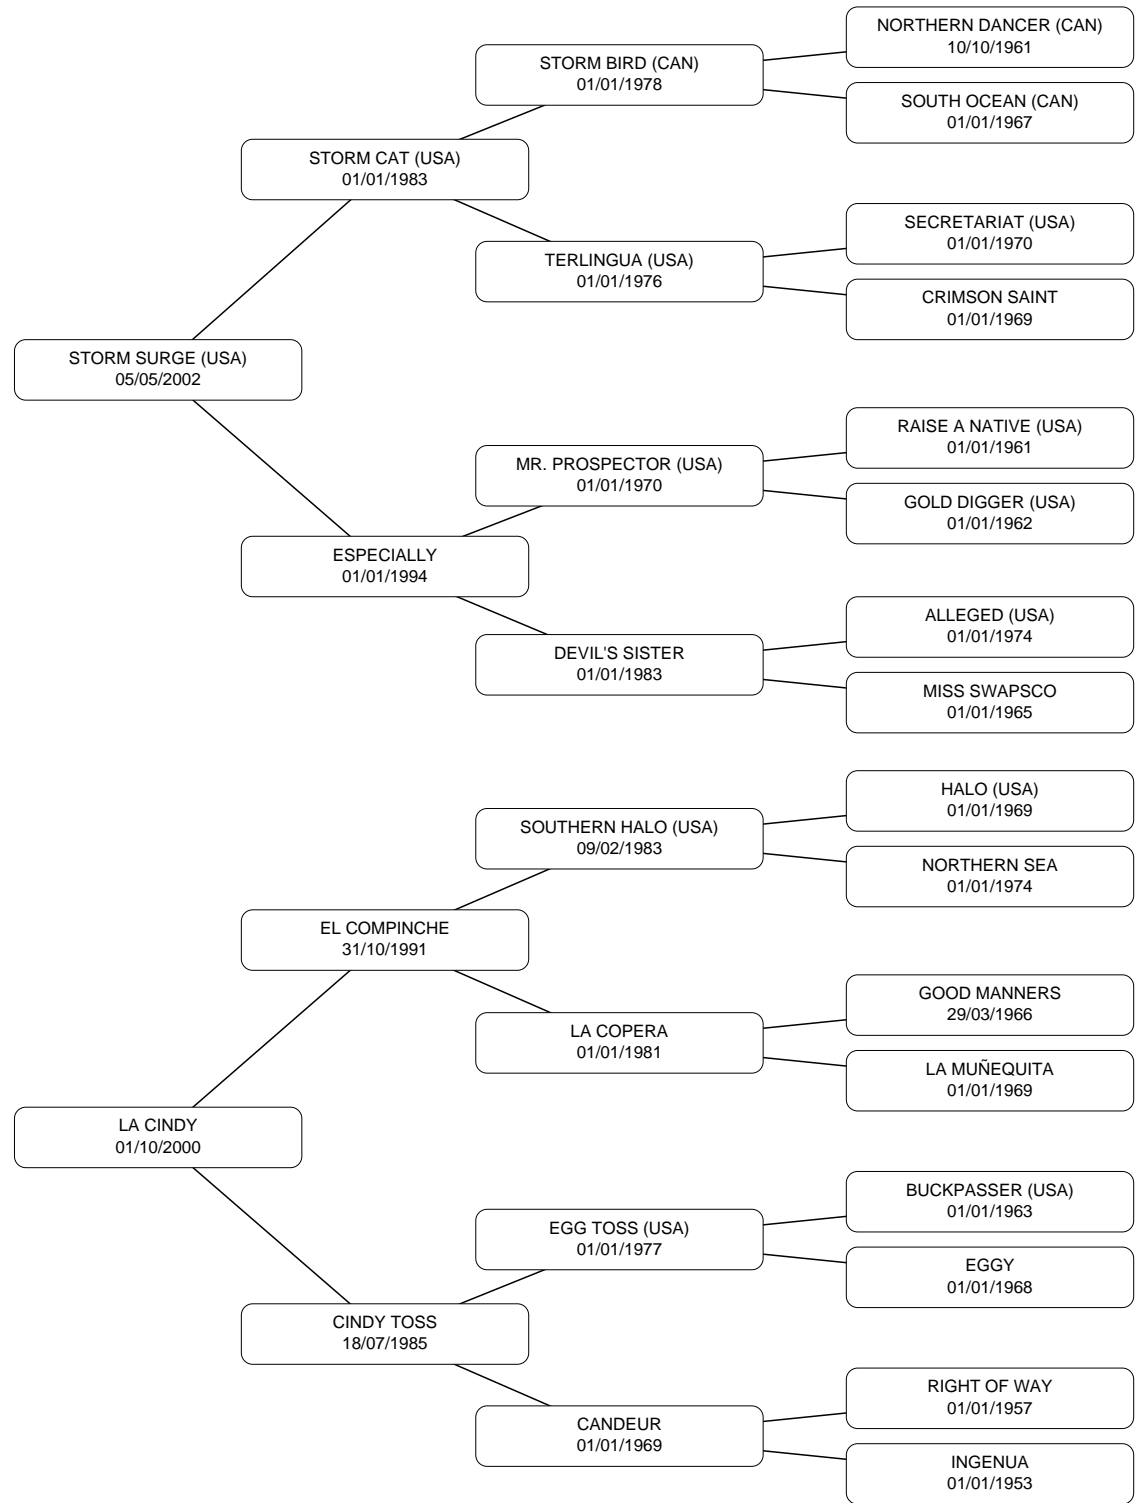 NORTHERN DANCER (CAN)
10/10/1961
STORM BIRD (CAN)
01/01/1978
SOUTH OCEAN (CAN)
01/01/1967
STORM CAT (USA)
01/01/1983
SECRETARIAT (USA)
01/01/1970
TERLINGUA (USA)
01/01/1976
CRIMSON SAINT
01/01/1969
STORM SURGE (USA)
05/05/2002
RAISE A NATIVE (USA)
01/01/1961
MR. PROSPECTOR (USA)
01/01/1970
GOLD DIGGER (USA)
01/01/1962
ESPECIALLY
01/01/1994
ALLEGED (USA)
01/01/1974
DEVIL'S SISTER
01/01/1983
MISS SWAPSCO
01/01/1965
HALO (USA)
01/01/1969
SOUTHERN HALO (USA)
09/02/1983
NORTHERN SEA
01/01/1974
EL COMPINCHE
31/10/1991
GOOD MANNERS
29/03/1966
LA COPERA
01/01/1981
LA MUÑEQUITA
01/01/1969
LA CINDY
01/10/2000
BUCKPASSER (USA)
01/01/1963
EGG TOSS (USA)
01/01/1977
EGGY
01/01/1968
CINDY TOSS
18/07/1985
RIGHT OF WAY
01/01/1957
CANDEUR
01/01/1969
INGENUA
01/01/1953